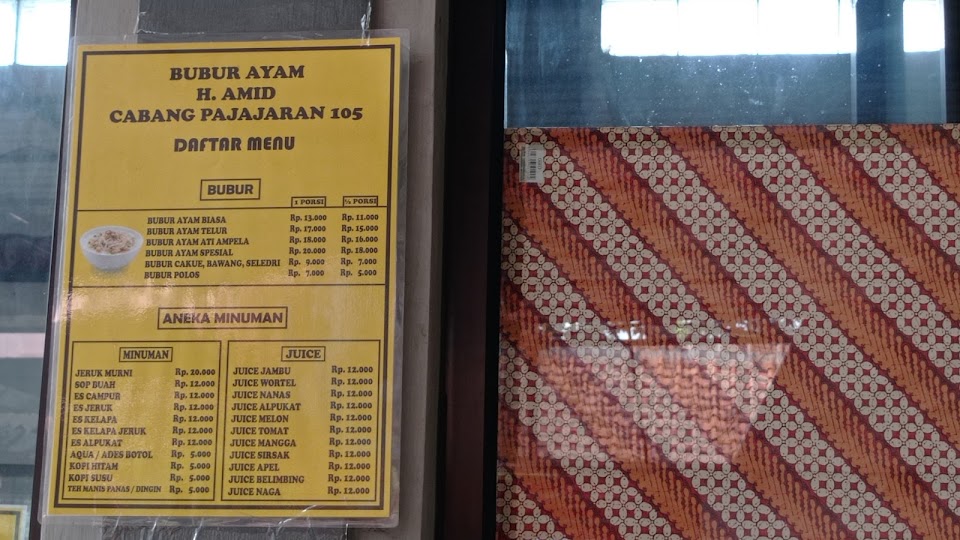 BUBUR AYAM
H. AMID
CABANG PAJAJARAN 105
DAFTAR MENU
BUBUR
1 PORSI ½ PORSI
BUBUR AYAM BIASA Rp. 13.000 Rp. 11.000
BUBUR AYAM TELUR Rp. 17.000 Rp. 15.000
BUBUR AYAM ATI AMPELA Rp. 18.000 Rp. 16.000
BUBUR AYAM SPESIAL Rp. 20.000 Rp. 18.000
BUBUR CAKUE, BAWANG, SELEDRI Rp. 9.000 Rp. 7.000
BUBUR POLOS Rp. 7.000 Rp. 5.000
ANEKA MINUMAN
MINUMAN
JERUK MURNI Rp. 20.000
SOP BUAH Rp. 12.000
ES CAMPUR Rp. 12.000
ES JERUK Rp. 12.000
ES KELAPA Rp. 12.000
ES KELAPA JERUK Rp. 12.000
ES ALPUKAT Rp. 12.000
AQUA / ADES BOTOL Rp. 5.000
KOPI HITAM Rp. 5.000
KOPI SUSU Rp. 5.000
TEH MANIS PANAS / DINGIN Rp. 5.000
JUICE
JUICE JAMBU Rp. 12.000
JUICE WORTEL Rp. 12.000
JUICE NANAS Rp. 12.000
JUICE ALPUKAT Rp. 12.000
JUICE MELON Rp. 12.000
JUICE TOMAT Rp. 12.000
JUICE MANGGA Rp. 12.000
JUICE SIRSAK Rp. 12.000
JUICE APEL Rp. 12.000
JUICE BELIMBING Rp. 12.000
JUICE NAGA Rp. 12.000